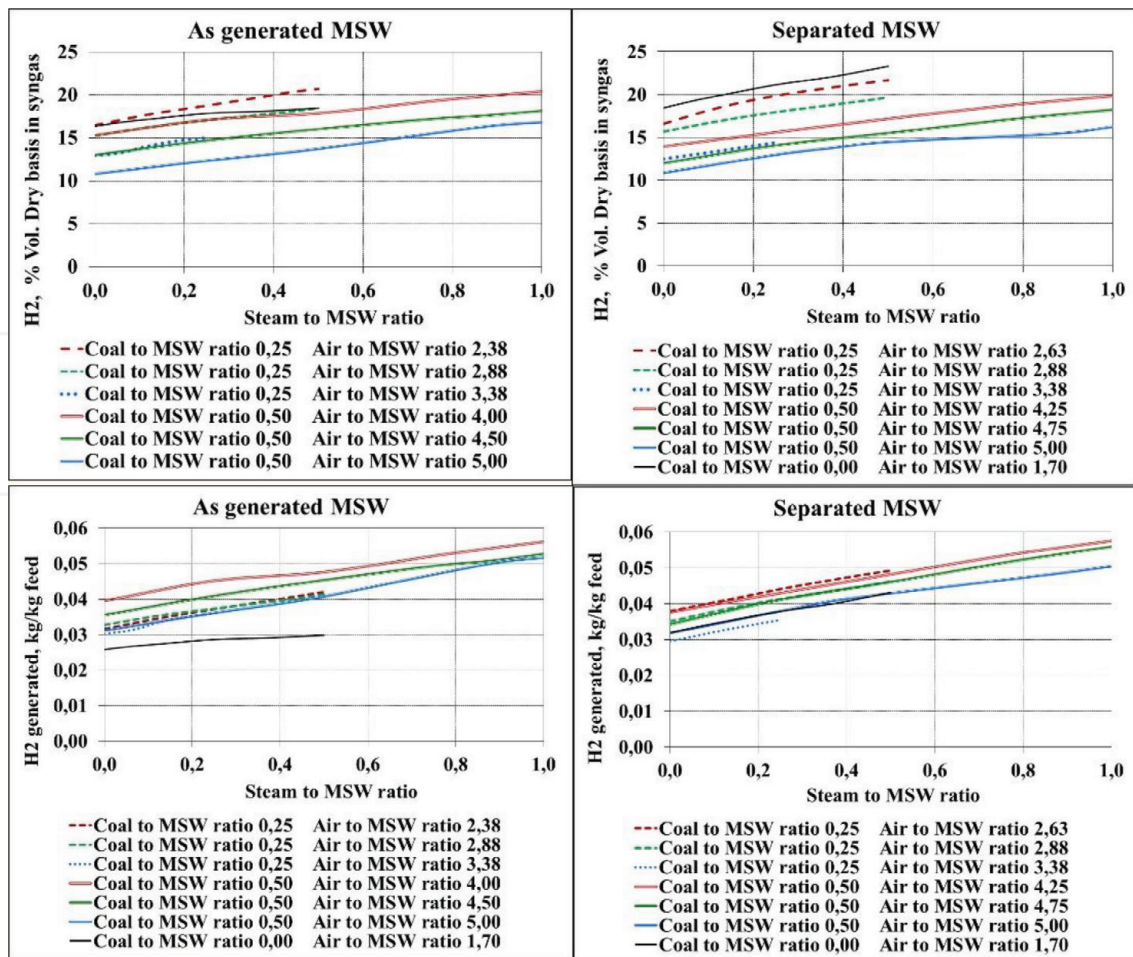 As generated MSW
H2, % Vol. Dry basis in syngas
25
20
15
10
5
0
0,0 0,2 0,4 0,6 0,8 1,0
Steam to MSW ratio
Coal to MSW ratio 0,25 Air to MSW ratio 2,38
Coal to MSW ratio 0,25 Air to MSW ratio 2,88
Coal to MSW ratio 0,25 Air to MSW ratio 3,38
Coal to MSW ratio 0,50 Air to MSW ratio 4,00
Coal to MSW ratio 0,50 Air to MSW ratio 4,50
Coal to MSW ratio 0,50 Air to MSW ratio 5,00
Separated MSW
H2, % Vol. Dry basis in syngas
25
20
15
10
5
0
0,0 0,2 0,4 0,6 0,8 1,0
Steam to MSW ratio
Coal to MSW ratio 0,25 Air to MSW ratio 2,63
Coal to MSW ratio 0,25 Air to MSW ratio 2,88
Coal to MSW ratio 0,25 Air to MSW ratio 3,38
Coal to MSW ratio 0,50 Air to MSW ratio 4,25
Coal to MSW ratio 0,50 Air to MSW ratio 4,75
Coal to MSW ratio 0,50 Air to MSW ratio 5,00
Coal to MSW ratio 0,00 Air to MSW ratio 1,70
As generated MSW
H2 generated, kg/kg feed
0,06
0,05
0,04
0,03
0,02
0,01
0,00
0,0 0,2 0,4 0,6 0,8 1,0
Steam to MSW ratio
Coal to MSW ratio 0,25 Air to MSW ratio 2,38
Coal to MSW ratio 0,25 Air to MSW ratio 2,88
Coal to MSW ratio 0,25 Air to MSW ratio 3,38
Coal to MSW ratio 0,50 Air to MSW ratio 4,00
Coal to MSW ratio 0,50 Air to MSW ratio 4,50
Coal to MSW ratio 0,50 Air to MSW ratio 5,00
Coal to MSW ratio 0,00 Air to MSW ratio 1,70
Separated MSW
H2 generated, kg/kg feed
0,06
0,05
0,04
0,03
0,02
0,01
0,00
0,0 0,2 0,4 0,6 0,8 1,0
Steam to MSW ratio
Coal to MSW ratio 0,25 Air to MSW ratio 2,63
Coal to MSW ratio 0,25 Air to MSW ratio 2,88
Coal to MSW ratio 0,25 Air to MSW ratio 3,38
Coal to MSW ratio 0,50 Air to MSW ratio 4,25
Coal to MSW ratio 0,50 Air to MSW ratio 4,75
Coal to MSW ratio 0,50 Air to MSW ratio 5,00
Coal to MSW ratio 0,00 Air to MSW ratio 1,70